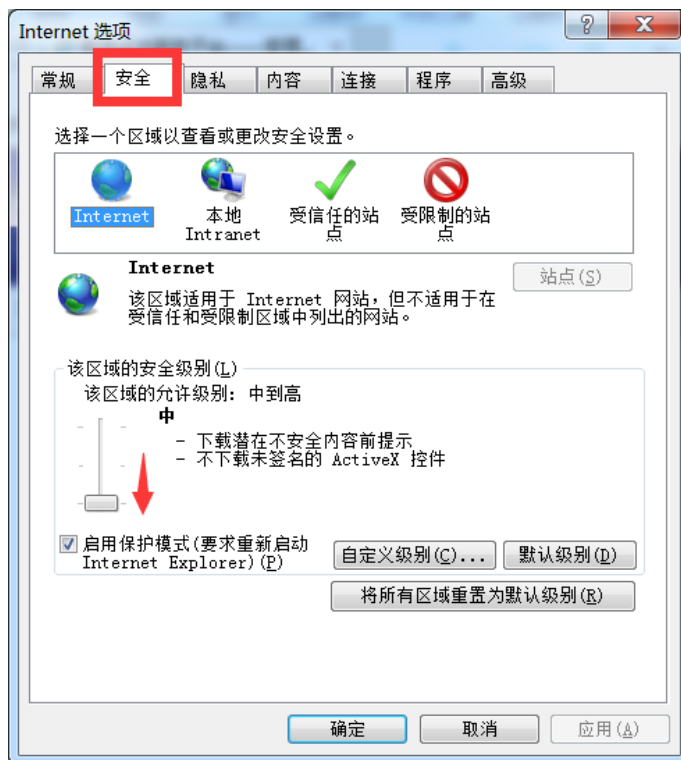 Internet 选项
常规 安全 隐私 内容 连接 程序 高级
选择一个区域以查看或更改安全设置。
Internet 本地 受信任的站 受限制的站
Intranet 点 点
Internet
站点(S)
该区域适用于 Internet 网站，但不适用于在
受信任和受限制区域中列出的网站。
该区域的安全级别(L)
该区域的允许级别: 中到高
中
- 下载潜在不安全内容前提示
- 不下载未签名的 ActiveX 控件
启用保护模式(要求重新启动
Internet Explorer)(P)
自定义级别(C)... 默认级别(D)
将所有区域重置为默认级别(R)
确定 取消 应用(A)